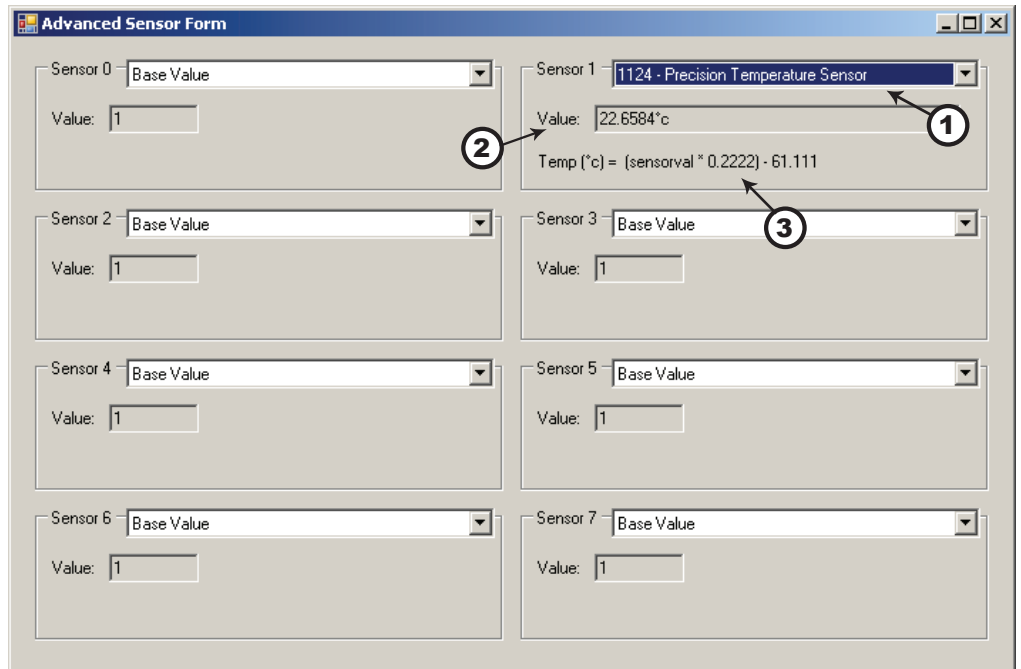 Advanced Sensor Form
Sensor 0 Base Value
Value: 1
Sensor 1 1124 - Precision Temperature Sensor
1
Value: 22.6584°c
2
Temp (°c) = (sensorval * 0.2222) - 61.111
3
Sensor 2 Base Value
Value: 1
Sensor 3 Base Value
Value: 1
Sensor 4 Base Value
Value: 1
Sensor 5 Base Value
Value: 1
Sensor 6 Base Value
Value: 1
Sensor 7 Base Value
Value: 1